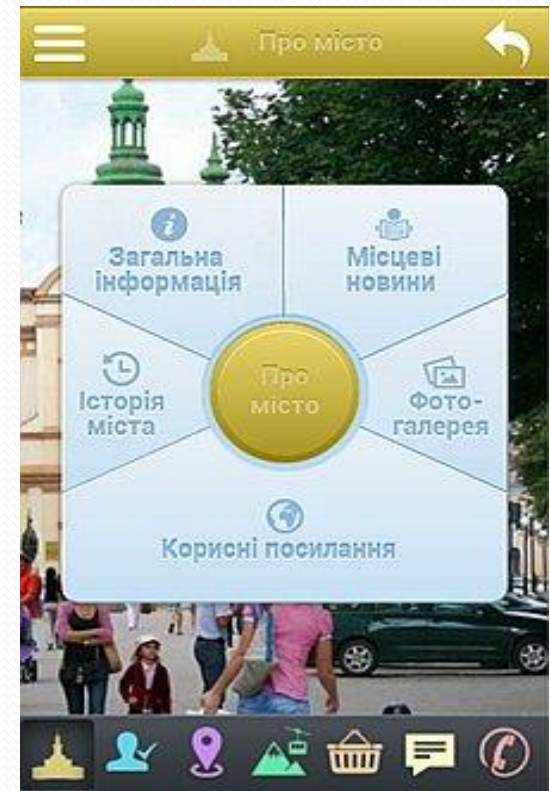 Про місто
Загальна
інформація
Місцеві
новини
Історія
міста
Про
місто
Фото-
галерея
Корисні посилання